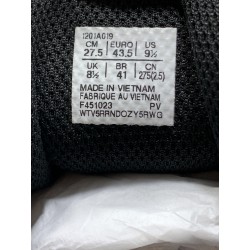 1201A019
CM EURO US
27.5 43.5 9½
UK BR CN
8½ 41 275(2.5)
MADE IN VIETNAM
FABRIQUE AU VIETNAM
F451023 PV
WTV5RRNDOZY5RWG